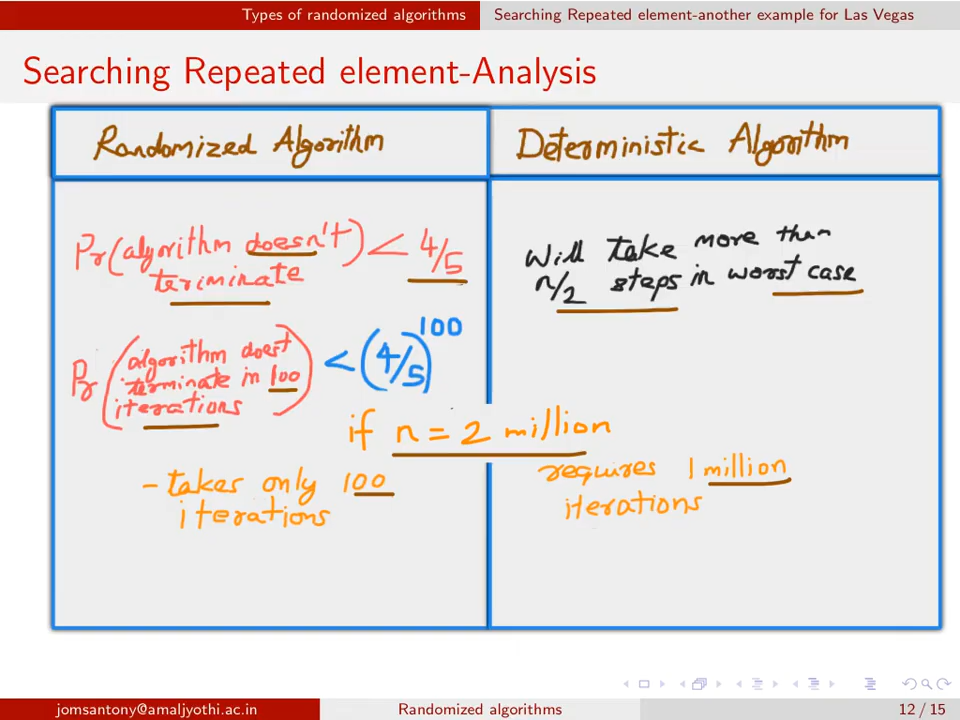 Types of randomized algorithms Searching Repeated element-another example for Las Vegas
Searching Repeated element-Analysis
Randomized Algorithm
Deterministic Algorithm
Pr(algorithm doesn't) < 4/5
teriminate
Will take more than
n/2 steps in worst case
Pr(algorithm does't
terminate in 100
iterations) < (4/5)^100
if n = 2 million
- takes only 100
iterations
requires 1 million
iterations
jomsantony@amaljyothi.ac.in Randomized algorithms 12 / 15